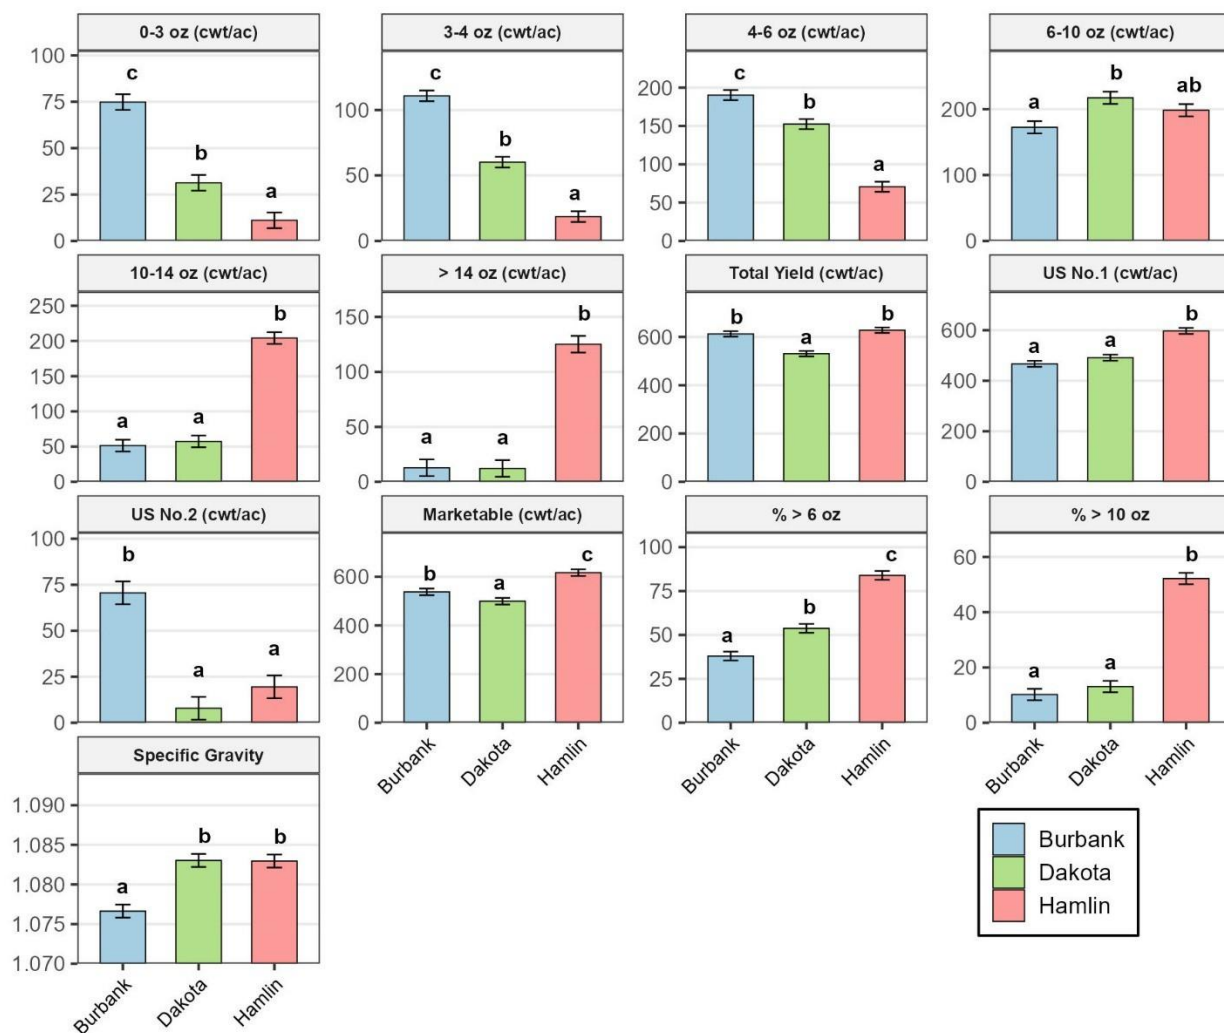 0-3 oz (cwt/ac)
100
75
50
25
0
c
b
a
3-4 oz (cwt/ac)
100
50
0
c
b
a
4-6 oz (cwt/ac)
200
150
100
50
0
c
b
a
6-10 oz (cwt/ac)
200
100
0
a
b
ab
10-14 oz (cwt/ac)
250
200
150
100
50
0
a
a
b
> 14 oz (cwt/ac)
150
100
50
0
a
a
b
Total Yield (cwt/ac)
600
400
200
0
b
a
b
US No.1 (cwt/ac)
600
400
200
0
a
a
b
US No.2 (cwt/ac)
100
75
50
25
0
b
a
a
Marketable (cwt/ac)
600
400
200
0
b
a
c
Burbank
Dakota
Hamlin
% > 6 oz
100
75
50
25
0
a
b
c
Burbank
Dakota
Hamlin
% > 10 oz
60
40
20
0
a
a
b
Burbank
Dakota
Hamlin
Specific Gravity
1.090
1.085
1.080
1.075
1.070
a
b
b
Burbank
Dakota
Hamlin
Burbank
Dakota
Hamlin